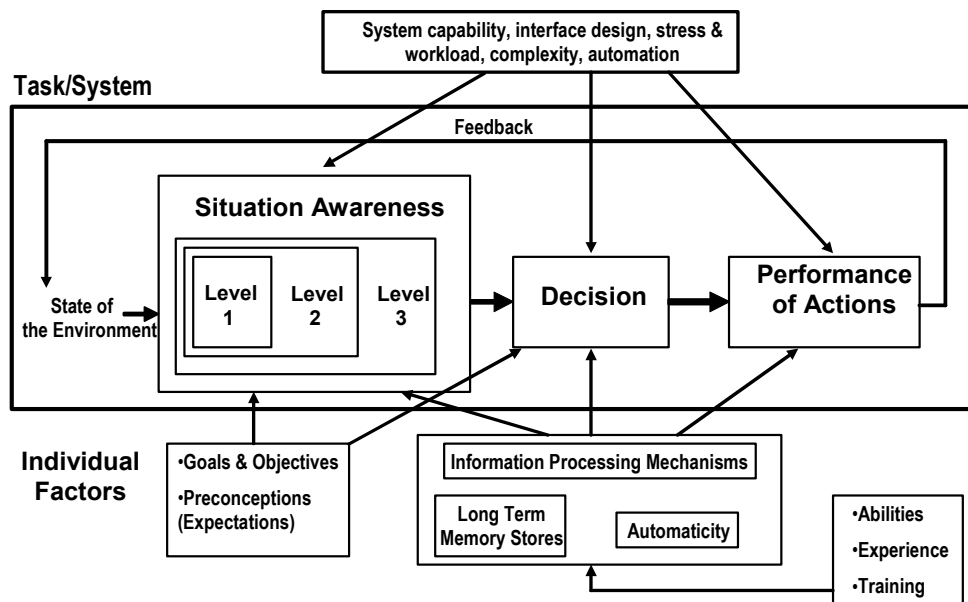 System capability, interface design, stress &
workload, complexity, automation
Task/System
Feedback
Situation Awareness
Level
1
Level
2
Level
3
Decision
Performance
of Actions
State of
the Environment
Individual
Factors
•Goals & Objectives
•Preconceptions
(Expectations)
Information Processing Mechanisms
Long Term
Memory Stores
Automaticity
•Abilities
•Experience
•Training